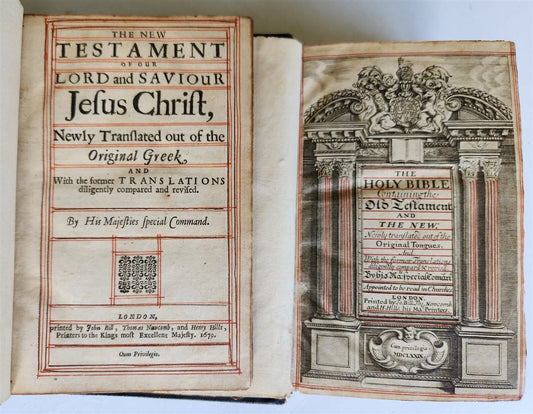 THE NEW
TESTAMENT
OF OUR
LORD and SAVIOUR
Jesus Christ,
Newly Translated out of the
Original Greek,
AND
With the former TRANSLATIONS
diligently compared and revised.
By His Majesties special Command.
LONDON,
printed by John Bill, Thomas Newcomb, and Henry Hills,
Printers to the Kings most Excellent Majesty. 1679.
Cum Privilegio.
THE
HOLY BIBLE
Containing the
Old Testament
AND
THE NEW,
Newly translated out of the
Original Tongues,
And
With the former Translations
diligently compared & revised
By his Ma. special Coman
Appointed to be read in Churches
LONDON
Printed by Jo. Bill, Tho. Newcomb
and H. Hills, his Ma. Printers.
Cum privilegio
MDCLXXIX